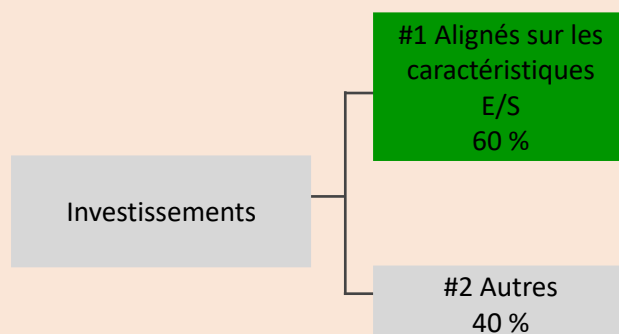 #1 Alignés sur les
caractéristiques
E/S
60 %
Investissements
#2 Autres
40 %